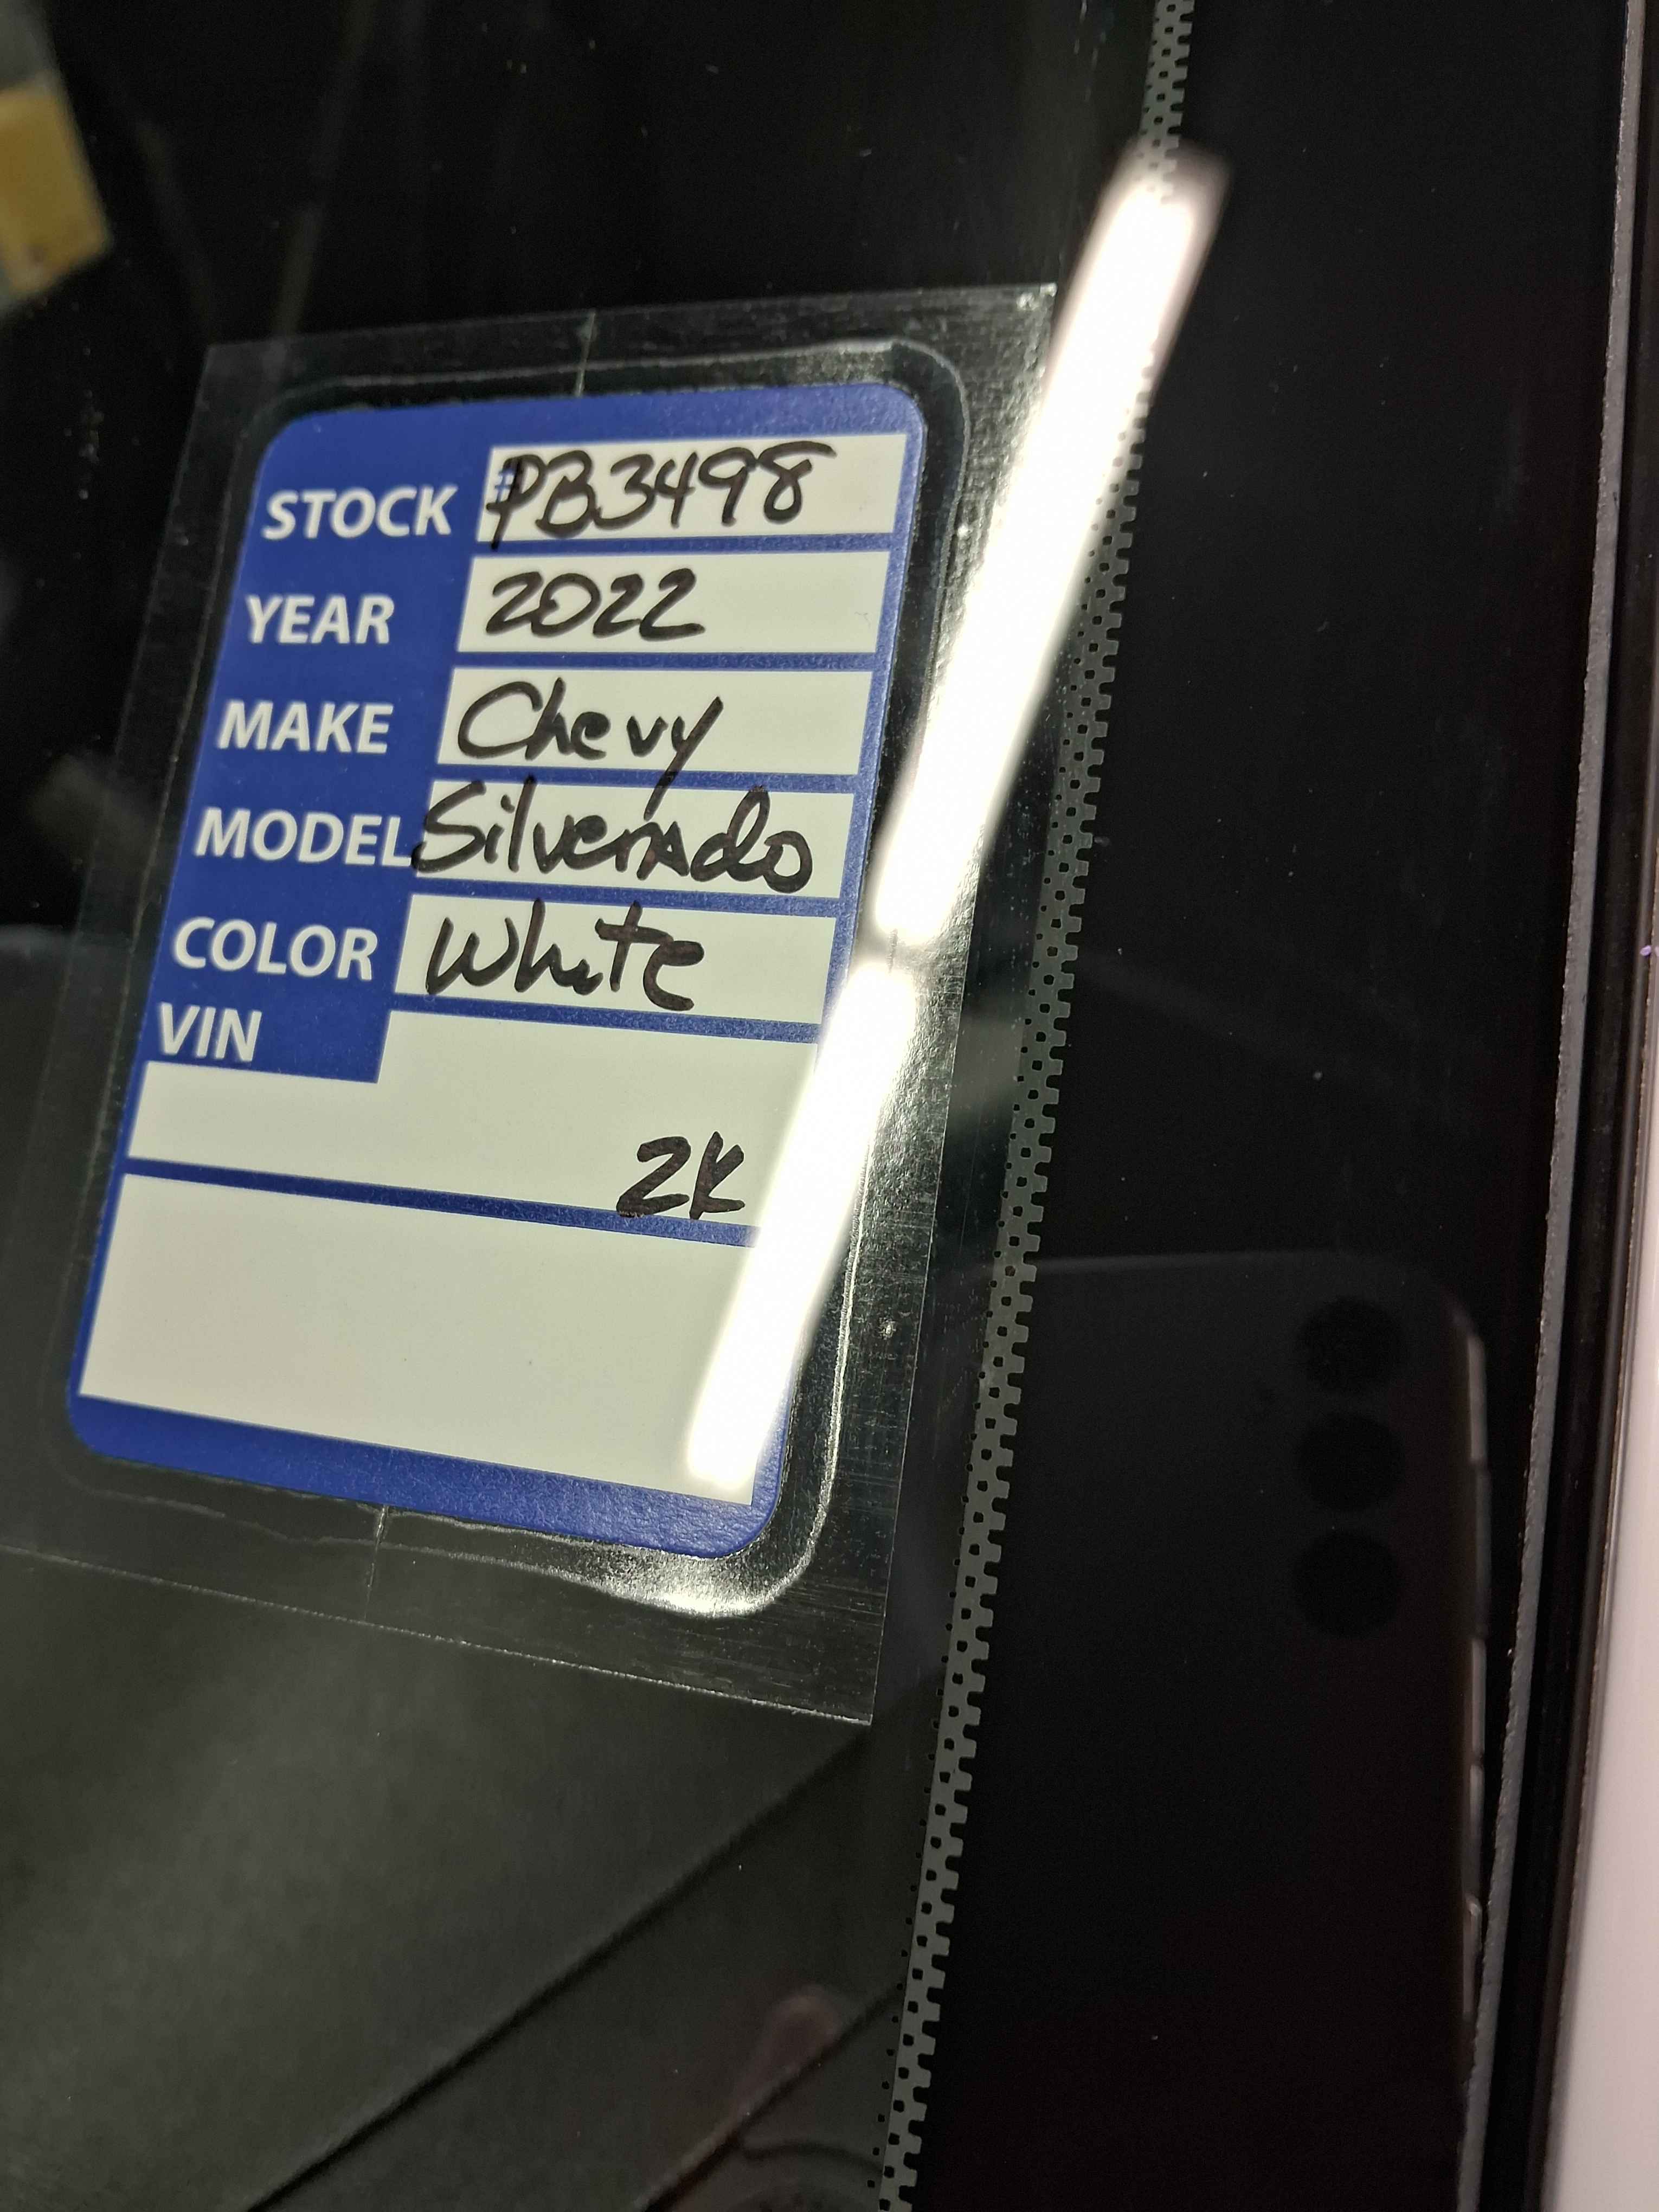 STOCK #PB3498
YEAR 2022
MAKE Chevy
MODEL Silverado
COLOR White
VIN
2K